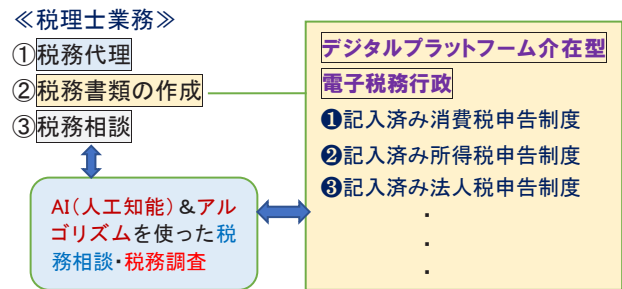 ≪税理士業務≫
①税務代理
②税務書類の作成
③税務相談
AI(人工知能)&アル
ゴリズムを使った税
務相談・税務調査
デジタルプラットフーム介在型
電子税務行政
❶記入済み消費税申告制度
❷記入済み所得税申告制度
❸記入済み法人税申告制度
・
・
・